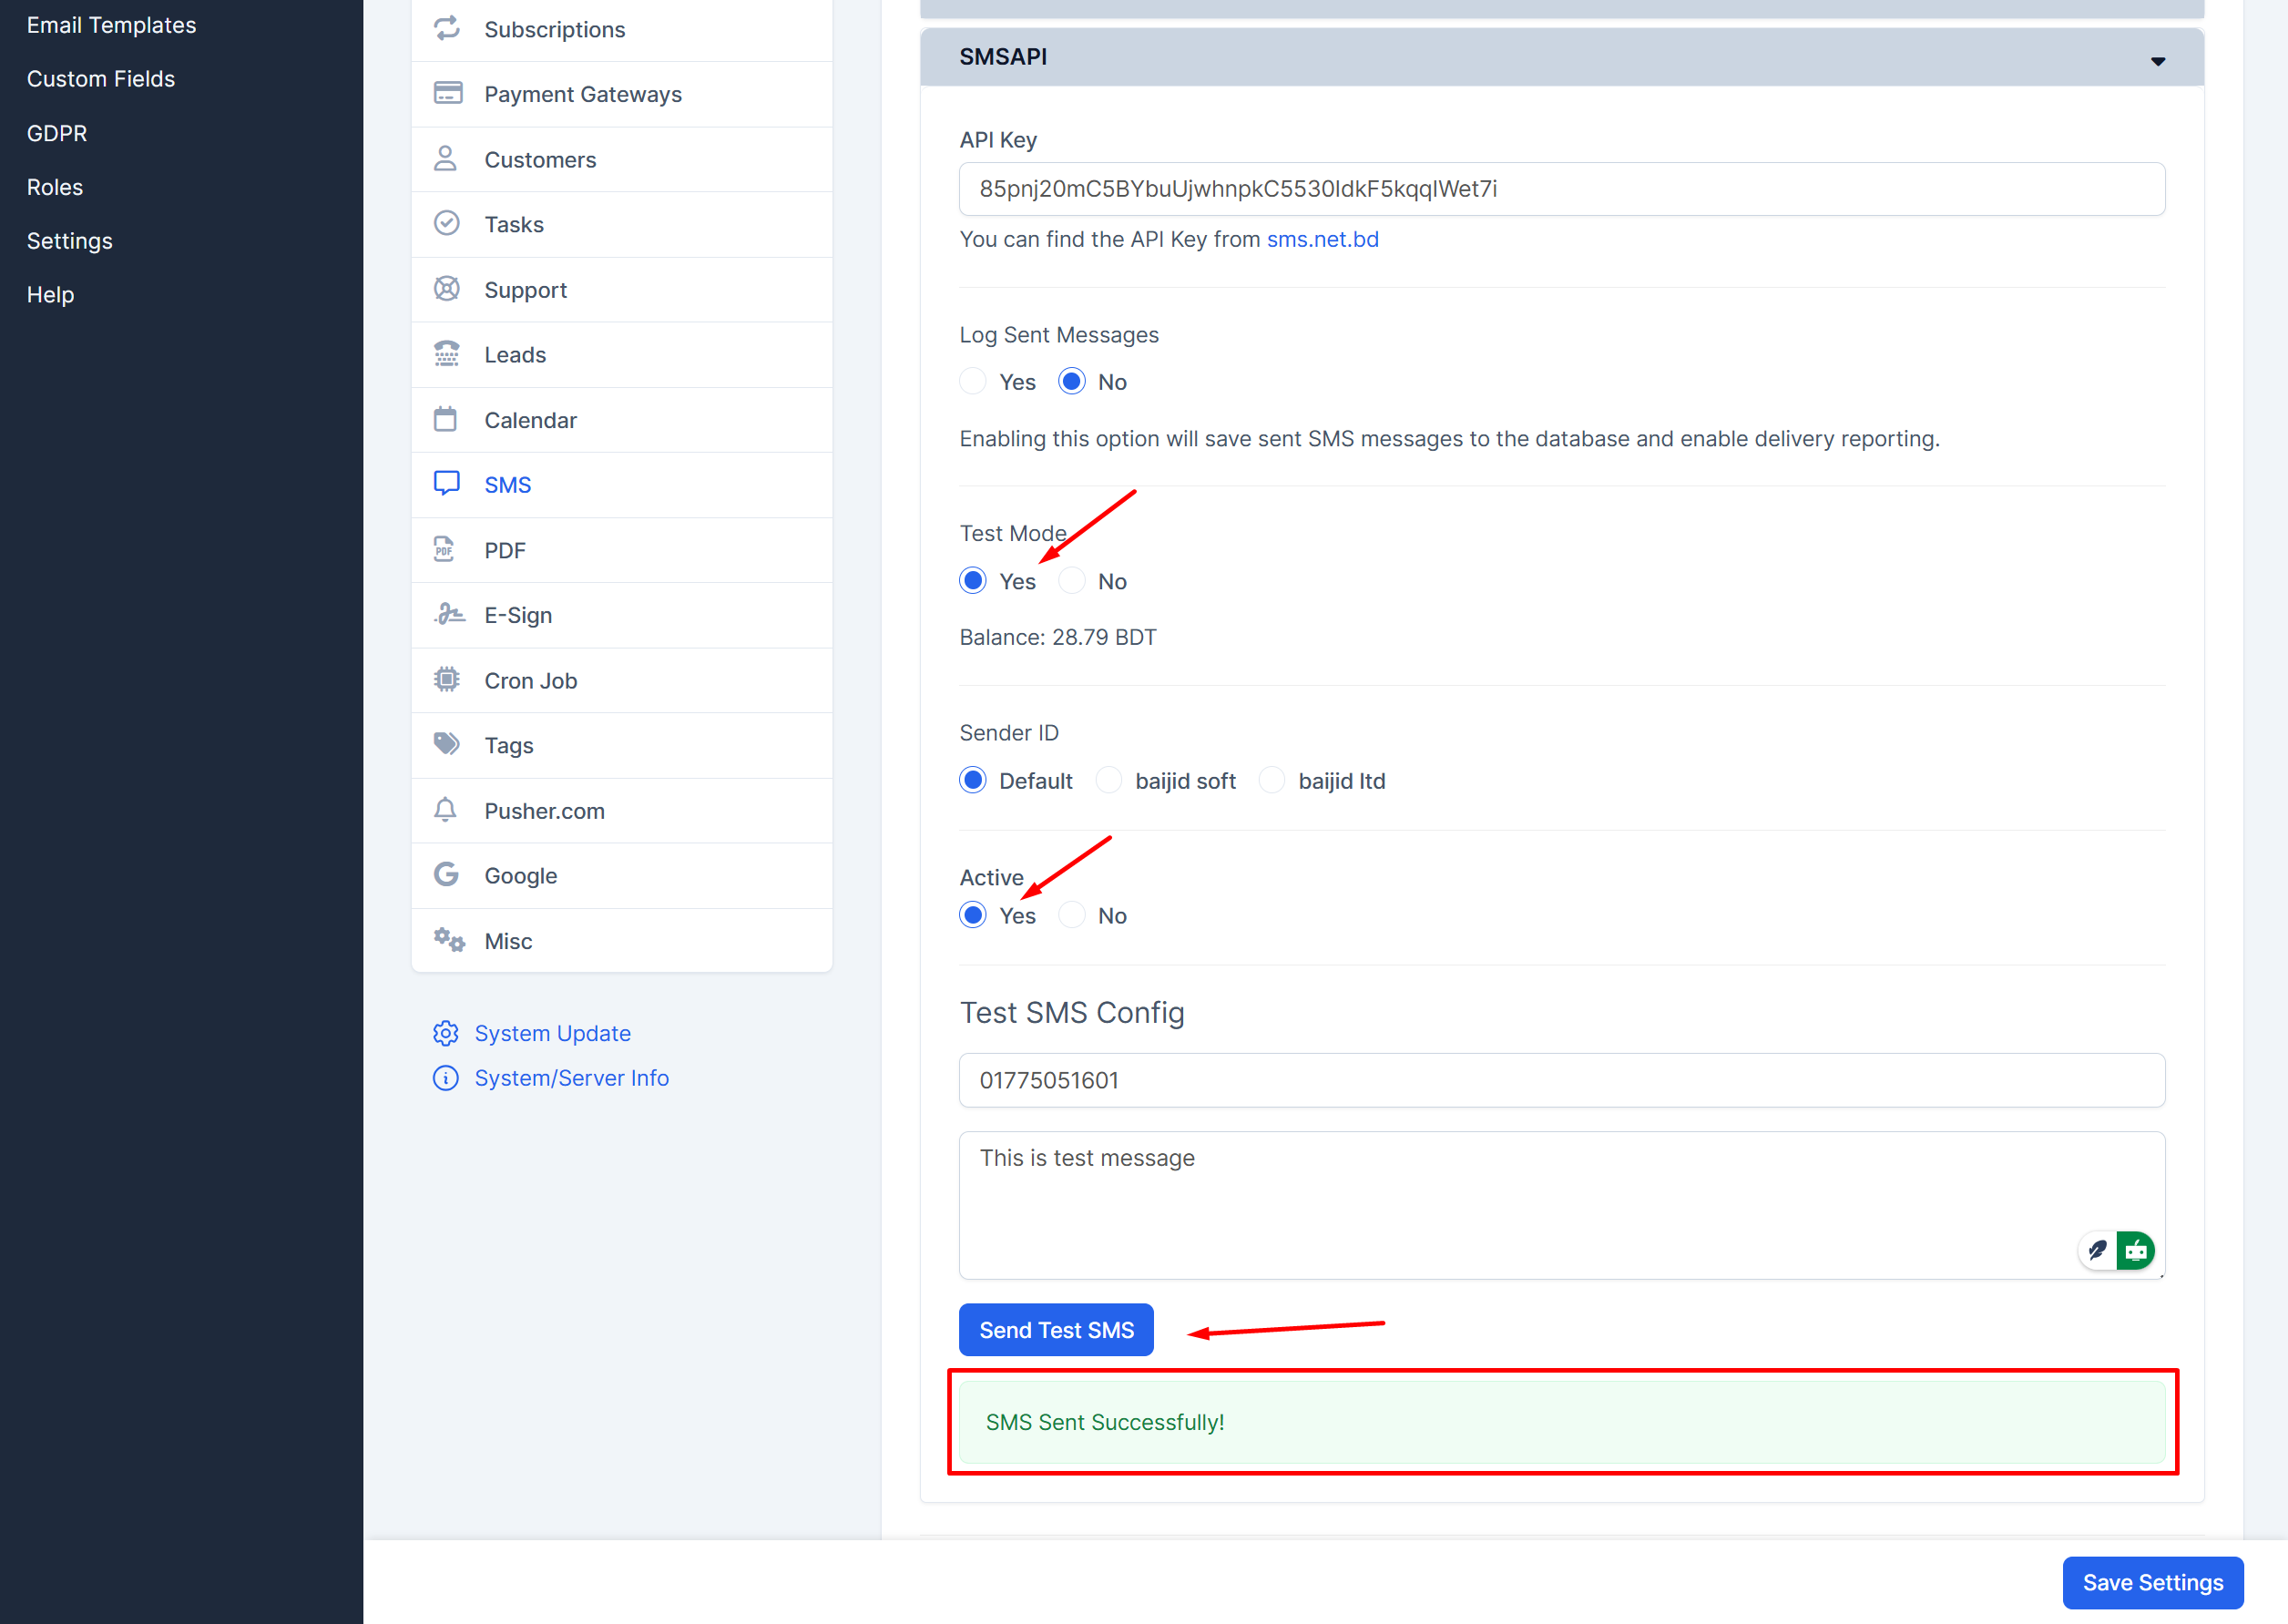 Email Templates
Custom Fields
GDPR
Roles
Settings
Help
Subscriptions
Payment Gateways
Customers
Tasks
Support
Leads
Calendar
SMS
PDF
PDF
E-Sign
Cron Job
Tags
Pusher.com
Google
Misc
System Update
System/Server Info
SMSAPI
API Key
85pnj20mC5BYbuUjwhnpkC5530IdkF5kqqIWet7i
You can find the API Key from sms.net.bd
Log Sent Messages
Yes No
Enabling this option will save sent SMS messages to the database and enable delivery reporting.
Test Mode
Yes No
Balance: 28.79 BDT
Sender ID
Default baijid soft baijid ltd
Active
Yes No
Test SMS Config
01775051601
This is test message
Send Test SMS
SMS Sent Successfully!
Save Settings